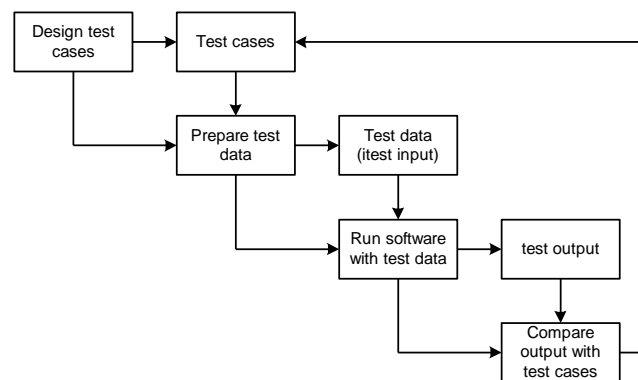 Design test
cases
Test cases
Prepare test
data
Test data
(itest input)
Run software
with test data
test output
Compare
output with
test cases